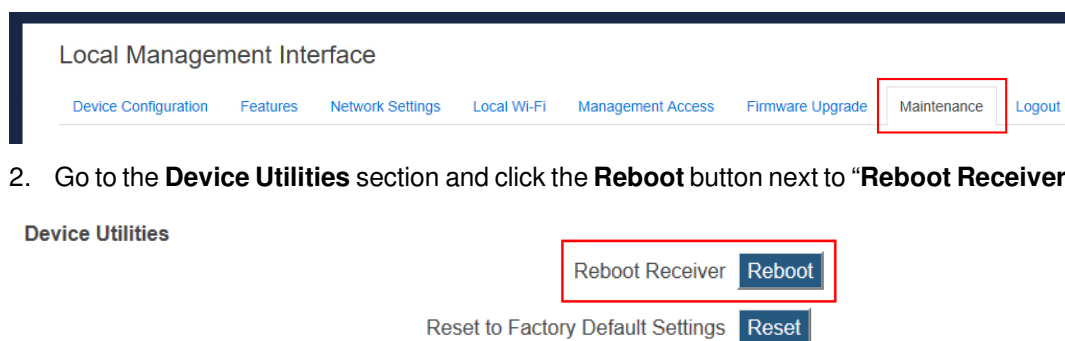 Local Management Interface
Device Configuration Features Network Settings Local Wi-Fi Management Access Firmware Upgrade Maintenance Logout
2. Go to the Device Utilities section and click the Reboot button next to “Reboot Receiver
Device Utilities
Reboot Receiver Reboot
Reset to Factory Default Settings Reset